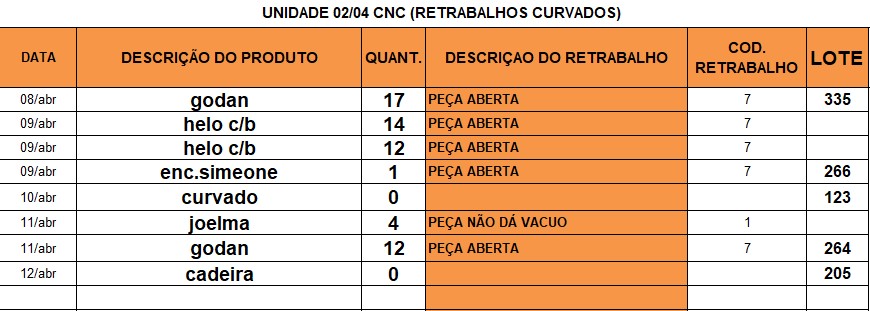 UNIDADE 02/04 CNC (RETRABALHOS CURVADOS)
DATA DESCRIÇÃO DO PRODUTO QUANT. DESCRIÇAO DO RETRABALHO COD. RETRABALHO LOTE
08/abr godan 17 PEÇA ABERTA 7 335
09/abr helo c/b 14 PEÇA ABERTA 7
09/abr helo c/b 12 PEÇA ABERTA 7
09/abr enc.simeone 1 PEÇA ABERTA 7 266
10/abr curvado 0 123
11/abr joelma 4 PEÇA NÃO DÁ VACUO 1
11/abr godan 12 PEÇA ABERTA 7 264
12/abr cadeira 0 205